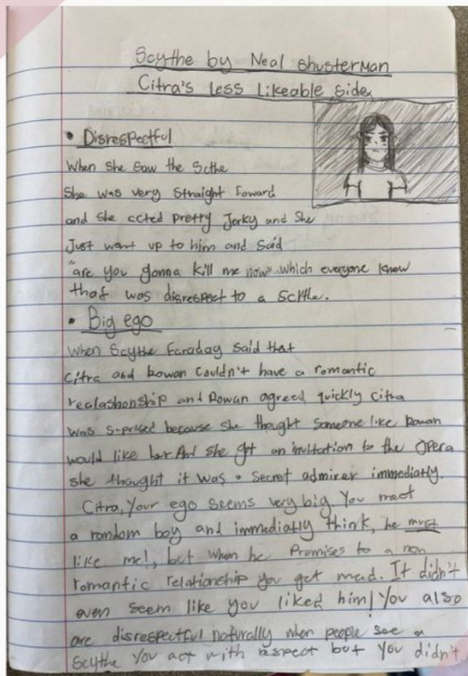 Scythe by Neal Shusterman
Citra's less Likeable Side
• Disrespectful
When she saw the Scthe
She was very straight foward
and she acted pretty Jerky and She
Just want up to him and said
"are you gonna kill me now" which everyone know
that was disrespect to a Scythe.
• Big ego
When Scythe Faraday said that
Citra and Rowan couldn't have a romantic
realashonship and Rowan agreed quickly citra
was suprised because she thought someone like Rowan
would like her. And she got an invitation to the Opera
she thought it was a secret admirer immediatly.
Citra, Your ego seems very big You meet
a random boy and immediatly think, he must
like me!, but when he Promises to a non
romantic relationship you get mad. It didn't
even seem like you liked him! You also
are disrespectful naturally when people see a
Scythe You act with respect but you didn't